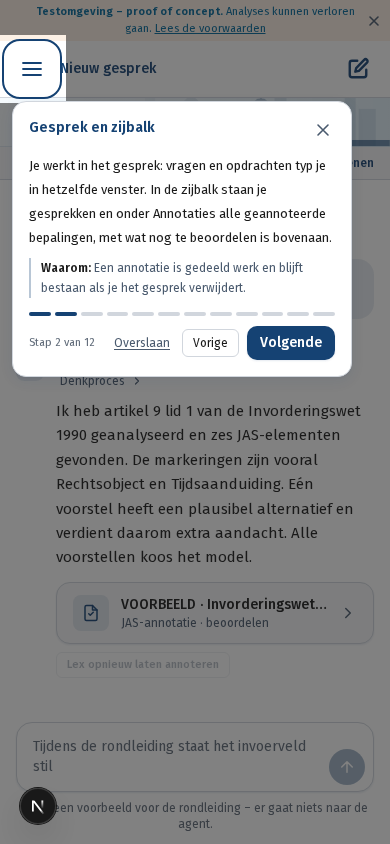 Testomgeving – proof of concept. Analyses kunnen verloren
gaan. Lees de voorwaarden
Nieuw gesprek
Gesprek en zijbalk
Je werkt in het gesprek: vragen en opdrachten typ je
in hetzelfde venster. In de zijbalk staan je
gesprekken en onder Annotaties alle geannoteerde
bepalingen, met wat nog te beoordelen is bovenaan.
Waarom: Een annotatie is gedeeld werk en blijft
bestaan als je het gesprek verwijdert.
Stap 2 van 12 Overslaan Vorige Volgende
Denkproces
Ik heb artikel 9 lid 1 van de Invorderingswet
1990 geanalyseerd en zes JAS-elementen
gevonden. De markeringen zijn vooral
Rechtsobject en Tijdsaanduiding. Eén
voorstel heeft een plausibel alternatief en
verdient daarom extra aandacht. Alle
voorstellen koos het model.
VOORBEELD · Invorderingswet...
JAS-annotatie · beoordelen
Lex opnieuw laten annoteren
Tijdens de rondleiding staat het invoerveld
stil
een voorbeeld voor de rondleiding – er gaat niets naar de
agent.